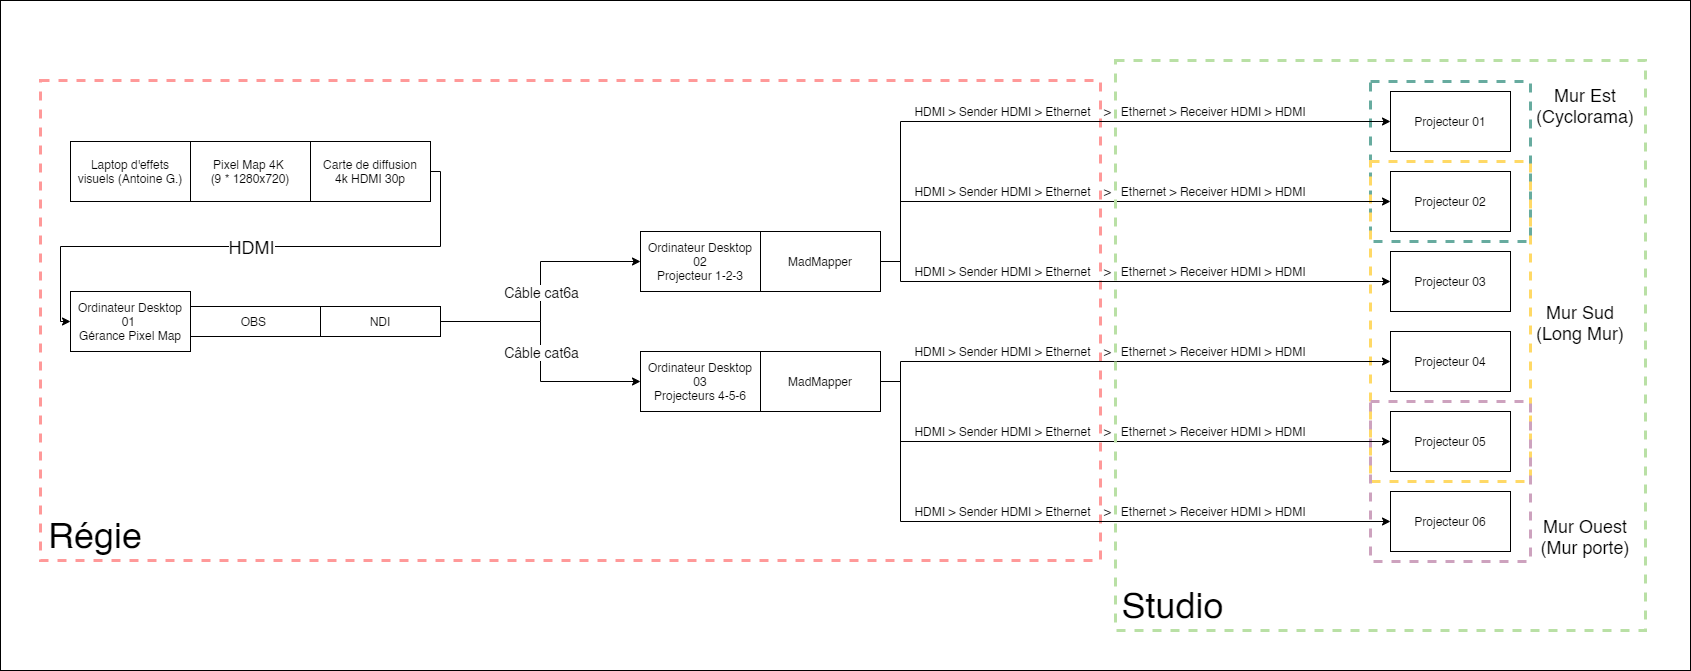 Laptop d'effets
visuels (Antoine G.)
Pixel Map 4K
(9 * 1280x720)
Carte de diffusion
4k HDMI 30p
HDMI
Ordinateur Desktop
01
Gérance Pixel Map
OBS
NDI
Câble cat6a
Câble cat6a
Ordinateur Desktop
02
Projecteur 1-2-3
MadMapper
Ordinateur Desktop
03
Projecteurs 4-5-6
MadMapper
HDMI > Sender HDMI > Ethernet > Ethernet > Receiver HDMI > HDMI
HDMI > Sender HDMI > Ethernet > Ethernet > Receiver HDMI > HDMI
HDMI > Sender HDMI > Ethernet > Ethernet > Receiver HDMI > HDMI
HDMI > Sender HDMI > Ethernet > Ethernet > Receiver HDMI > HDMI
HDMI > Sender HDMI > Ethernet > Ethernet > Receiver HDMI > HDMI
HDMI > Sender HDMI > Ethernet > Ethernet > Receiver HDMI > HDMI
Projecteur 01
Projecteur 02
Projecteur 03
Projecteur 04
Projecteur 05
Projecteur 06
Mur Est
(Cyclorama)
Mur Sud
(Long Mur)
Mur Ouest
(Mur porte)
Régie
Studio